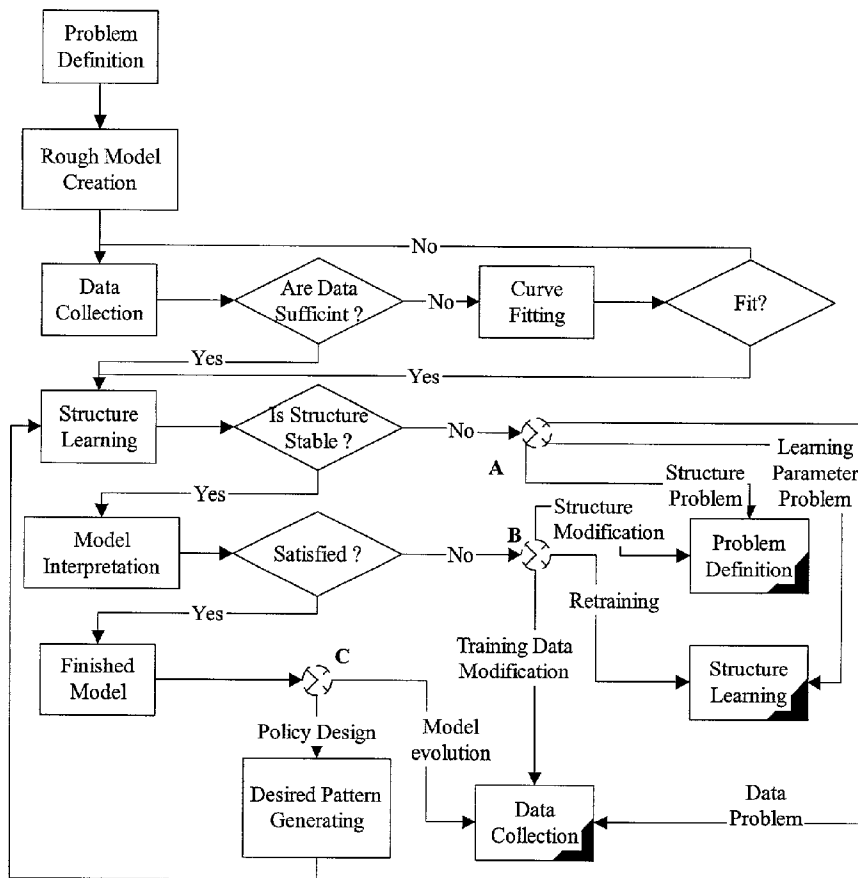 Problem
Definition
Rough Model
Creation
No
Data
Collection
Are Data
Sufficint ?
No
Curve
Fitting
Fit?
Yes
Yes
Structure
Learning
Is Structure
Stable ?
No
A
Learning
Parameter
Problem
Structure
Problem
Yes
Model
Interpretation
Satisfied ?
No
B
Structure
Modification
Problem
Definition
Retraining
Yes
Finished
Model
C
Training Data
Modification
Structure
Learning
Policy Design
Model
evolution
Desired Pattern
Generating
Data
Collection
Data
Problem